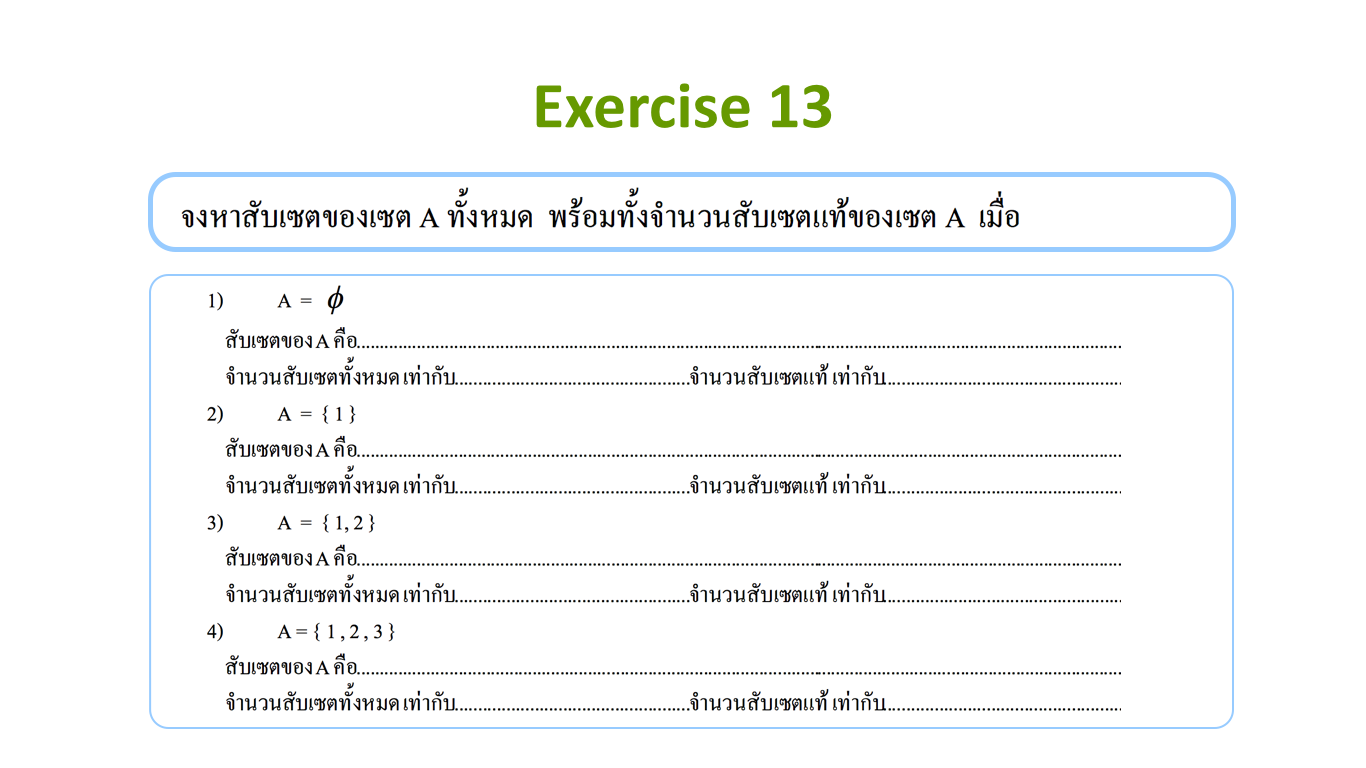 Exercise 13
จงหาสับเซตของเซต A ทั้งหมด พร้อมทั้งจำนวนสับเซตแท้ของเซต A เมื่อ
1) A = ϕ
สับเซตของ A คือ........................................................................................................................
จำนวนสับเซตทั้งหมด เท่ากับ..................................................จำนวนสับเซตแท้ เท่ากับ..................................................
2) A = { 1 }
สับเซตของ A คือ........................................................................................................................
จำนวนสับเซตทั้งหมด เท่ากับ..................................................จำนวนสับเซตแท้ เท่ากับ..................................................
3) A = { 1, 2 }
สับเซตของ A คือ........................................................................................................................
จำนวนสับเซตทั้งหมด เท่ากับ..................................................จำนวนสับเซตแท้ เท่ากับ..................................................
4) A = { 1 , 2 , 3 }
สับเซตของ A คือ........................................................................................................................
จำนวนสับเซตทั้งหมด เท่ากับ..................................................จำนวนสับเซตแท้ เท่ากับ..................................................